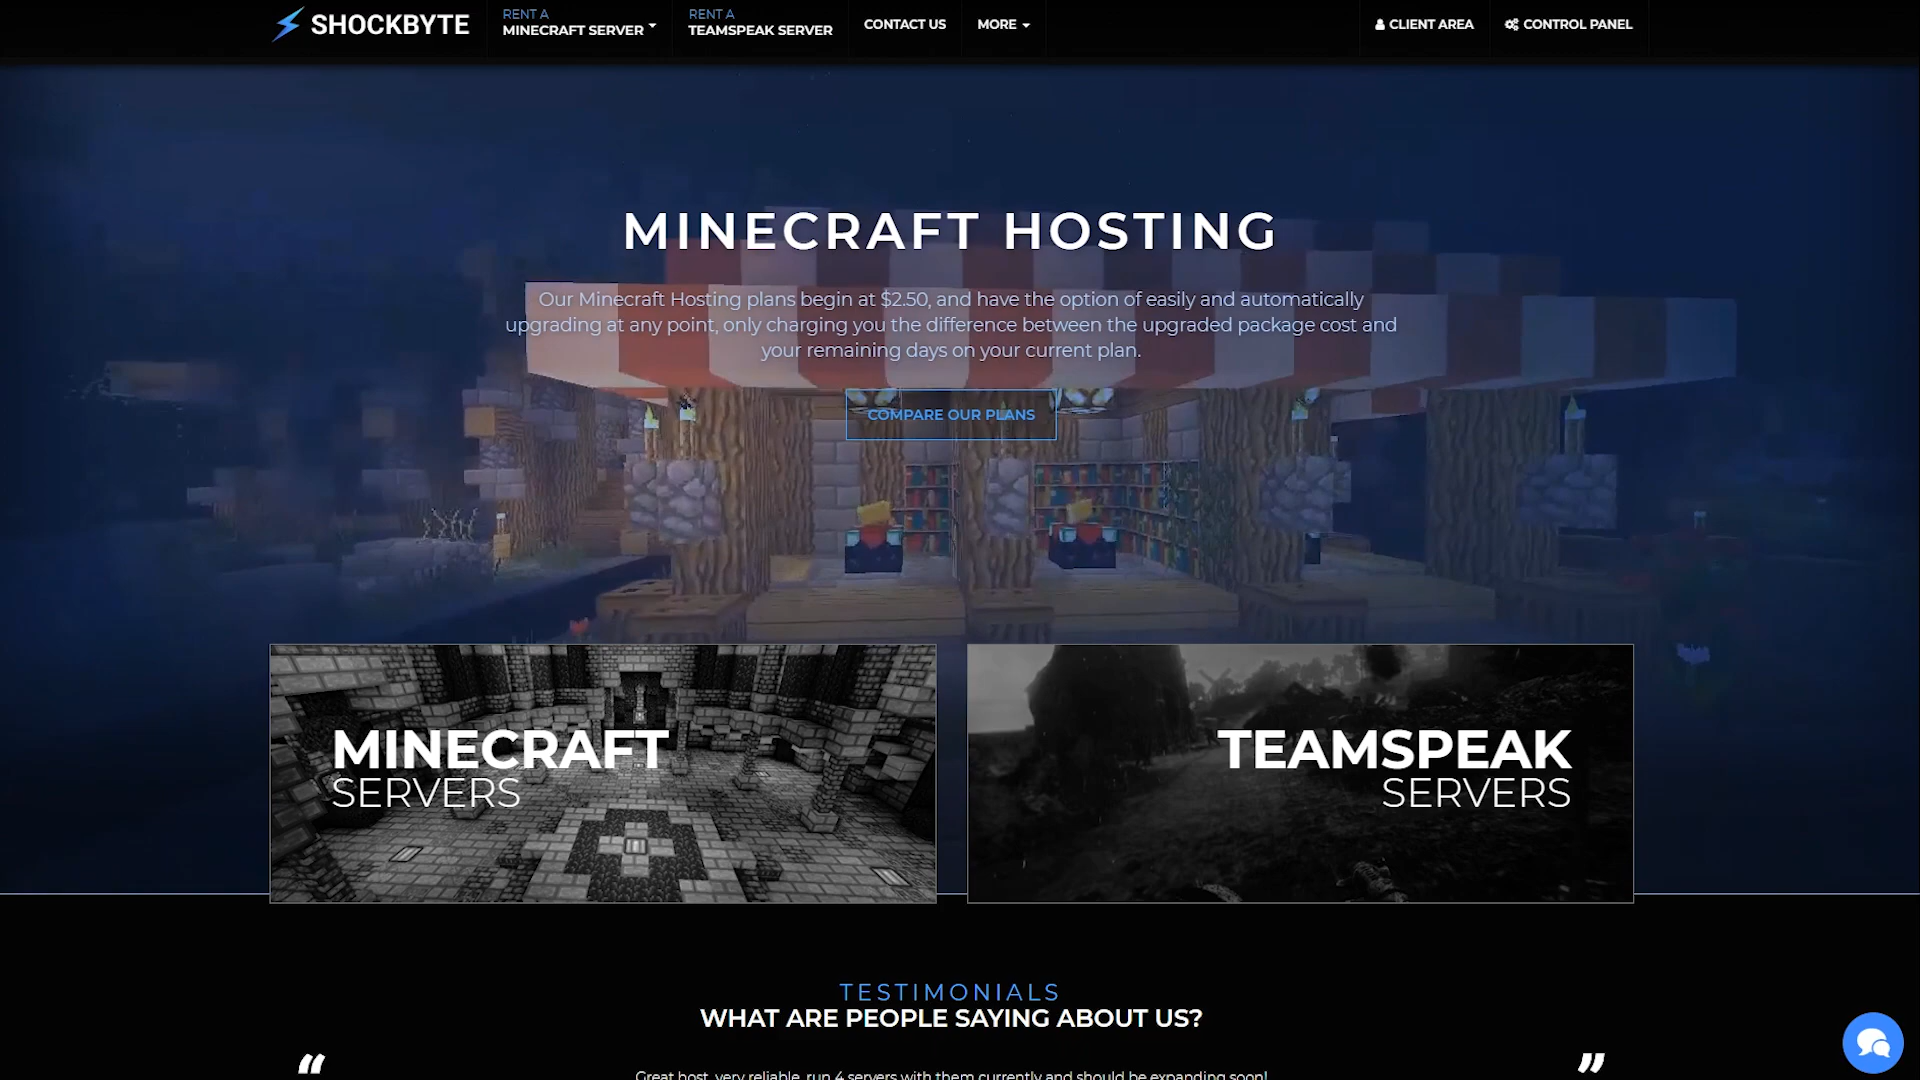 SHOCKBYTE
RENT A
MINECRAFT SERVER
RENT A
TEAMSPEAK SERVER
CONTACT US
MORE
CLIENT AREA
CONTROL PANEL
MINECRAFT HOSTING
Our Minecraft Hosting plans begin at $2.50, and have the option of easily and automatically
upgrading at any point, only charging you the difference between the upgraded package cost and
your remaining days on your current plan.
COMPARE OUR PLANS
MINECRAFT
SERVERS
TEAMSPEAK
SERVERS
TESTIMONIALS
WHAT ARE PEOPLE SAYING ABOUT US?
Great host, very reliable, run 4 servers with them currently and should be expanding soon!